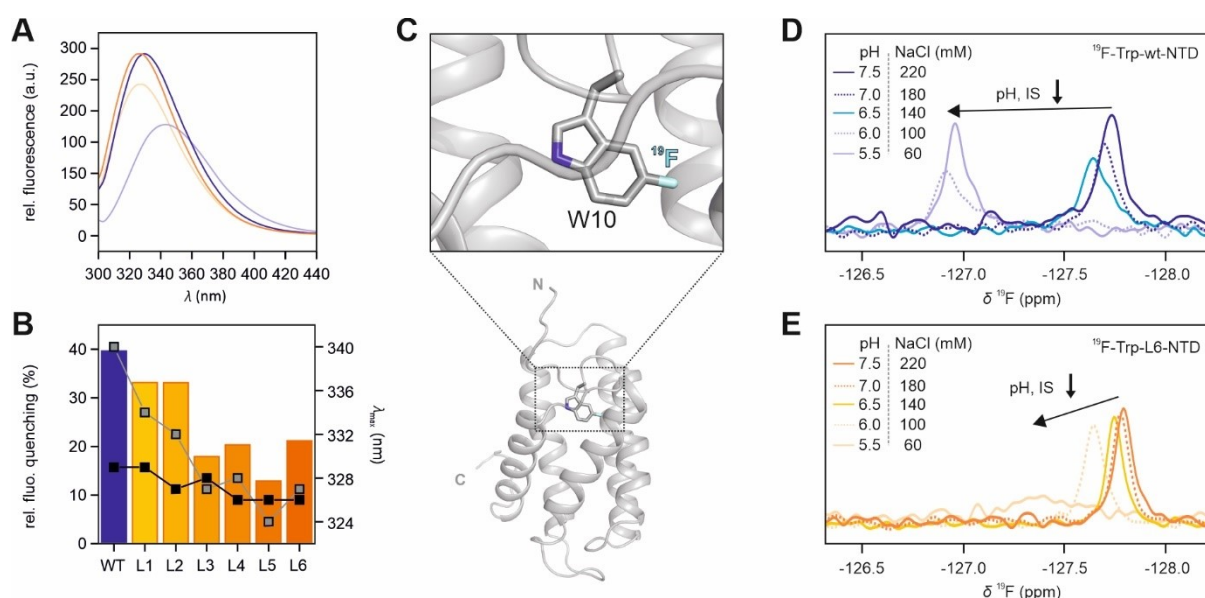 A
rel. fluorescence (a.u.)
300
250
200
100
150
50
0
300 320 340 360 380 400 420 440
λ (nm)
B
rel. fluo. quenching (%)
40
30
20
10
0
340
336
332
328
324
λmax (nm)
WT L1 L2 L3 L4 L5 L6
C
¹⁹F
W10
N
C
D
pH NaCl (mM)
7.5 220
7.0 180
6.5 140
6.0 100
5.5 60
¹⁹F-Trp-wt-NTD
pH, IS
-126.5 -127.0 -127.5 -128.0
δ ¹⁹F (ppm)
E
pH NaCl (mM)
7.5 220
7.0 180
6.5 140
6.0 100
5.5 60
¹⁹F-Trp-L6-NTD
pH, IS
-126.5 -127.0 -127.5 -128.0
δ ¹⁹F (ppm)